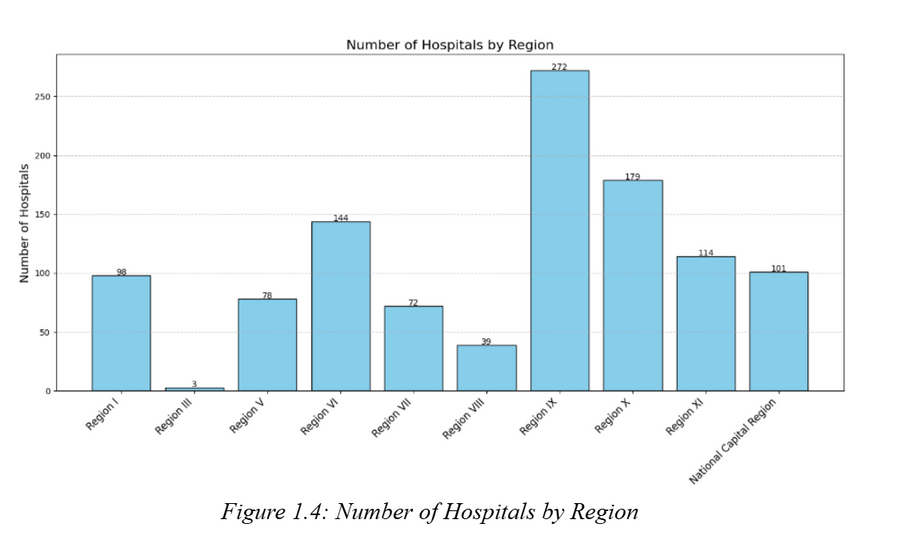 Number of Hospitals by Region
Number of Hospitals
250
200
150
100
50
0
98
3
78
144
72
39
272
179
114
101
Region I
Region III
Region V
Region VI
Region VII
Region VIII
Region IX
Region X
Region XI
National Capital Region
Figure 1.4: Number of Hospitals by Region